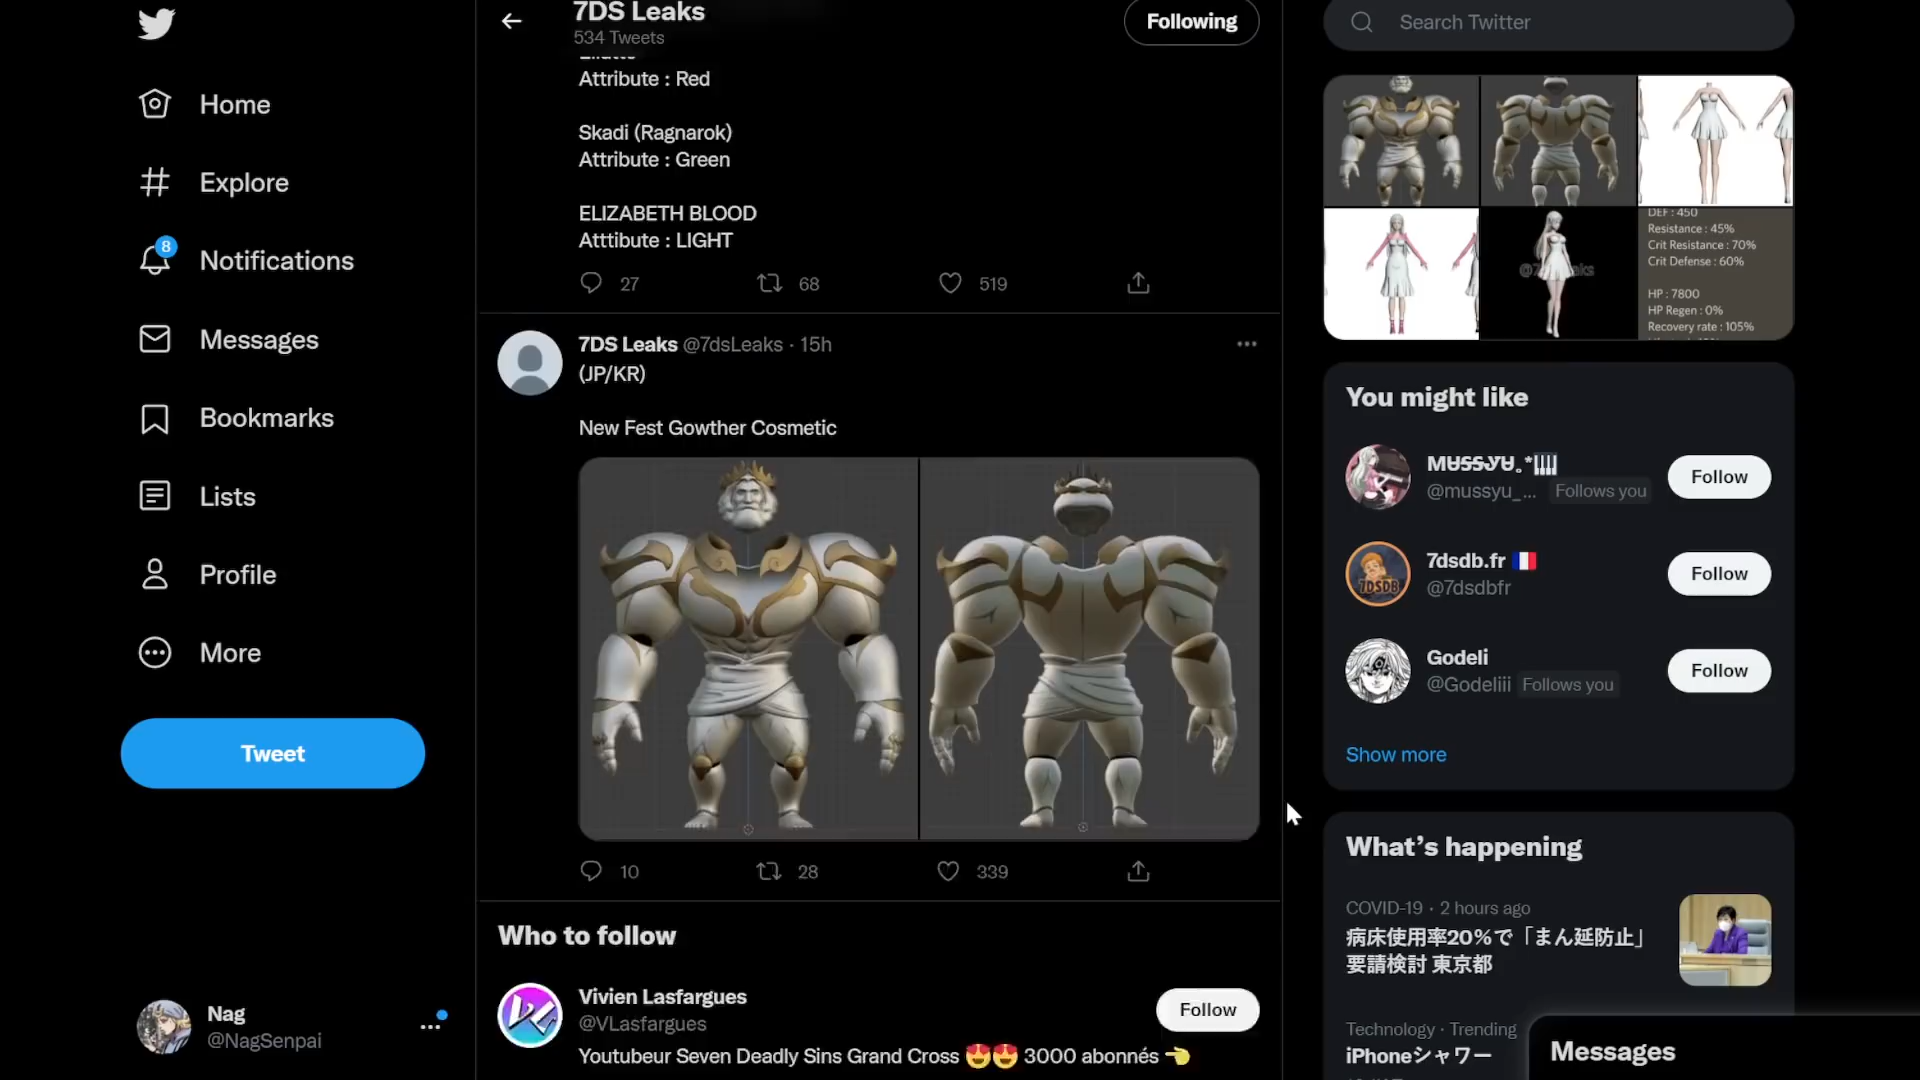 Home
Explore
8
Notifications
Messages
Bookmarks
Lists
Profile
More
Tweet
Nag
@NagSenpai
7DS Leaks
534 Tweets
Following
Attribute : Red
Skadi (Ragnarok)
Attribute : Green
ELIZABETH BLOOD
Atttibute : LIGHT
27 68 519
7DS Leaks @7dsLeaks · 15h
(JP/KR)
New Fest Gowther Cosmetic
10 28 339
Who to follow
Vivien Lasfargues
@VLasfargues
Follow
Youtubeur Seven Deadly Sins Grand Cross 😍😍 3000 abonnés 👈
Search Twitter
DEF : 450
Resistance : 45%
Crit Resistance : 70%
Crit Defense : 60%
HP : 7800
HP Regen : 0%
Recovery rate : 105%
You might like
MUSSYU｡*
@mussyu_... Follows you
Follow
7dsdb.fr 🇫🇷
@7dsdbfr
Follow
7DSDB
Godeli
@Godeliii Follows you
Follow
Show more
What's happening
COVID-19 · 2 hours ago
病床使用率20%で「まん延防止」
要請検討 東京都
Technology · Trending
iPhoneシャワー
Messages